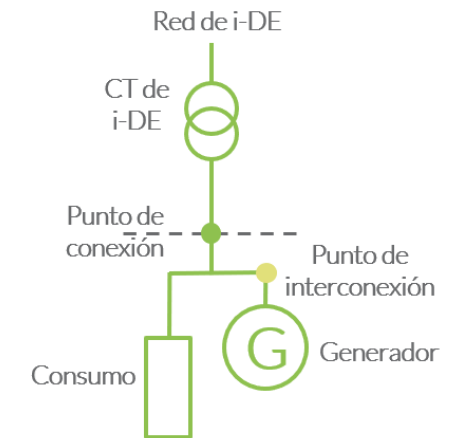 Red de i-DE
CT de
i-DE
Punto de
conexión
Punto de
interconexión
G
Generador
Consumo